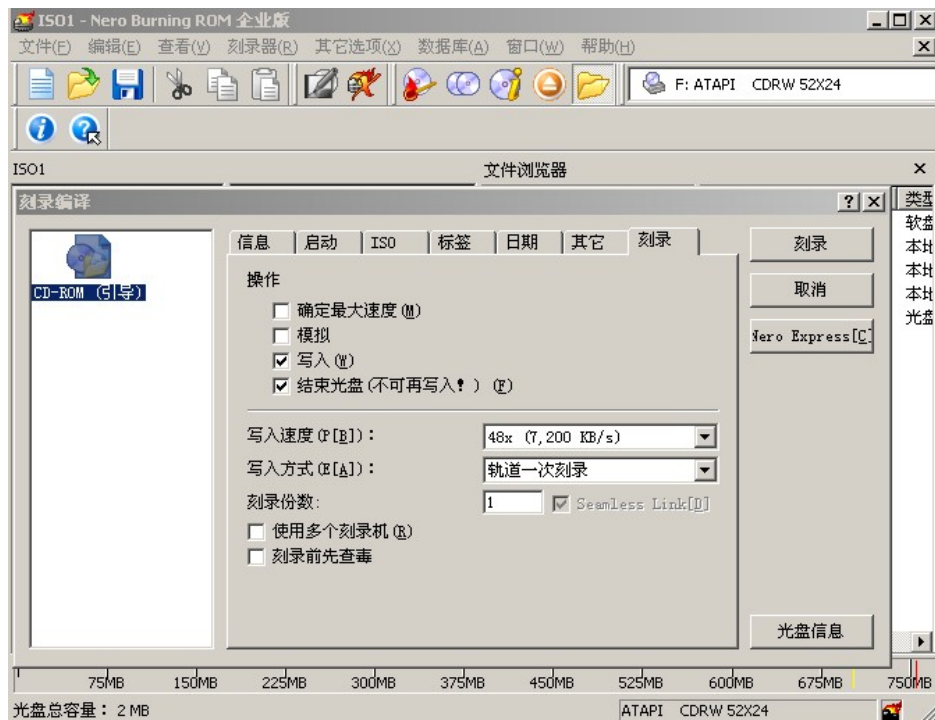 ISO1 - Nero Burning ROM 企业版
文件(F) 编辑(E) 查看(V) 刻录器(R) 其它选项(X) 数据库(A) 窗口(W) 帮助(H)
F: ATAPI CDRW 52X24
ISO1 文件浏览器
刻录编译
类型
信息 启动 ISO 标签 日期 其它 刻录
刻录
软盘
本地
操作
CD-ROM (引导)
取消
本地
确定最大速度(M)
本地
模拟
Nero Express[C]
光盘
写入(W)
结束光盘(不可再写入!) (F)
写入速度(P[B]):
48x (7,200 KB/s)
写入方式(E[A]):
轨道一次刻录
刻录份数:
1
Seamless Link[D]
使用多个刻录机(R)
刻录前先查毒
光盘信息
75MB 150MB 225MB 300MB 375MB 450MB 525MB 600MB 675MB 750MB
光盘总容量: 2 MB
ATAPI CDRW 52X24